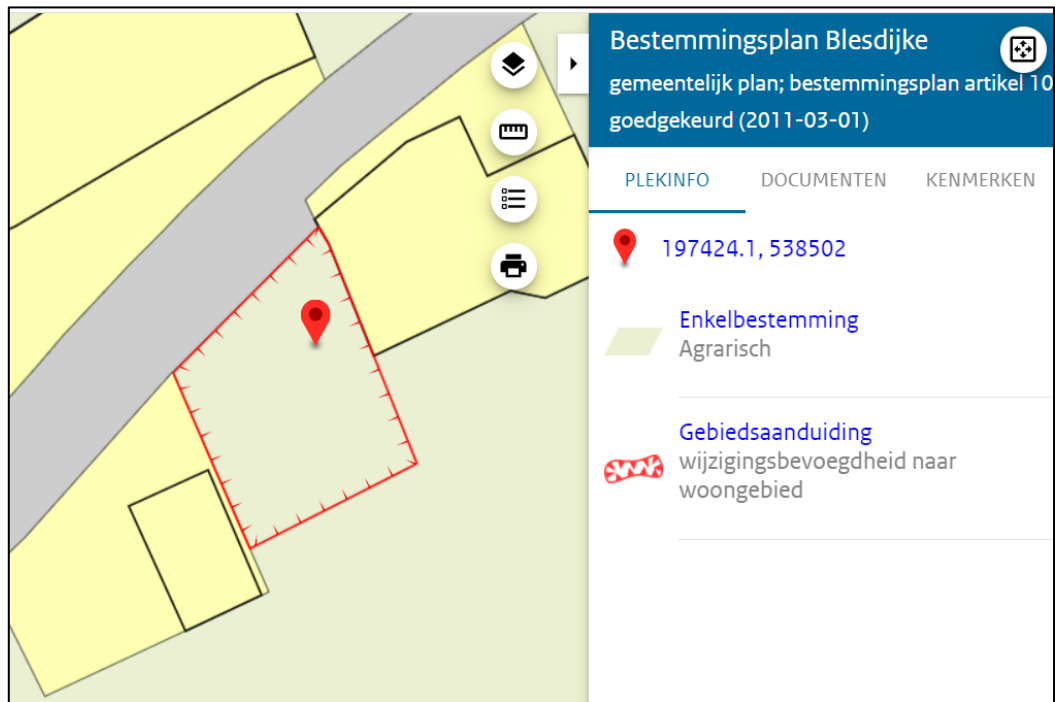 Bestemmingsplan Blesdijke
gemeentelijk plan; bestemmingsplan artikel 10
goedgekeurd (2011-03-01)
PLEKINFO DOCUMENTEN KENMERKEN
197424.1, 538502
Enkelbestemming
Agrarisch
Gebiedsaanduiding
wijzigingsbevoegdheid naar
woongebied